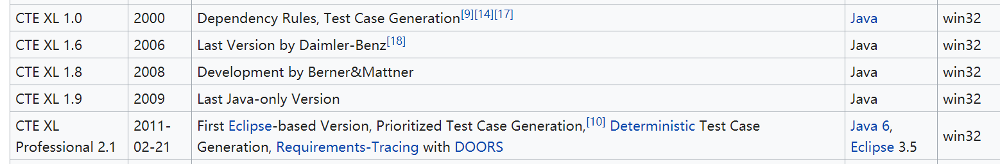 CTE XL 1.0 2000 Dependency Rules, Test Case Generation[9][14][17] Java win32
CTE XL 1.6 2006 Last Version by Daimler-Benz[18] Java win32
CTE XL 1.8 2008 Development by Berner&Mattner Java win32
CTE XL 1.9 2009 Last Java-only Version Java win32
CTE XL
Professional 2.1
2011-
02-21
First Eclipse-based Version, Prioritized Test Case Generation,[10] Deterministic Test Case
Generation, Requirements-Tracing with DOORS
Java 6,
Eclipse 3.5
win32